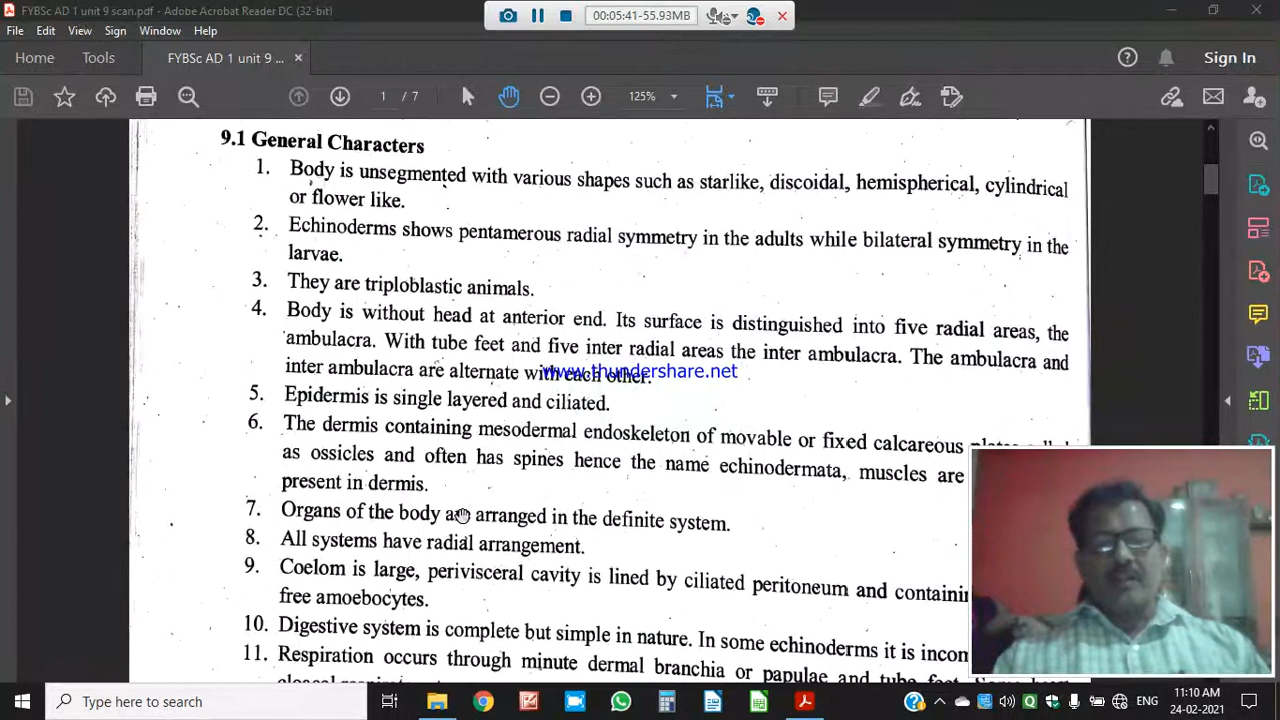 FYBSc AD 1 unit 9 scan.pdf - Adobe Acrobat Reader DC (32-bit)
00:05:41-55.93MB
File Edit View Sign Window Help
Home Tools FYBSc AD 1 unit 9 ... Sign In
1 / 7 125%
9.1 General Characters
1. Body is unsegmented with various shapes such as starlike, discoidal, hemispherical, cylindrical
or flower like.
2. Echinoderms shows pentamerous radial symmetry in the adults while bilateral symmetry in the
larvae.
3. They are triploblastic animals.
4. Body is without head at anterior end. Its surface is distinguished into five radial areas, the
ambulacra. With tube feet and five inter radial areas the inter ambulacra. The ambulacra and
inter ambulacra are alternate with each other.
www.thundershare.net
5. Epidermis is single layered and ciliated.
6. The dermis containing mesodermal endoskeleton of movable or fixed calcareous
as ossicles and often has spines hence the name echinodermata, muscles are
present in dermis.
7. Organs of the body are arranged in the definite system.
8. All systems have radial arrangement.
9. Coelom is large, perivisceral cavity is lined by ciliated peritoneum and containin
free amoebocytes.
10. Digestive system is complete but simple in nature. In some echinoderms it is incom
11. Respiration occurs through minute dermal branchia or papulae and tube feet.
Type here to search
ENG
11:10 AM
24-02-2021